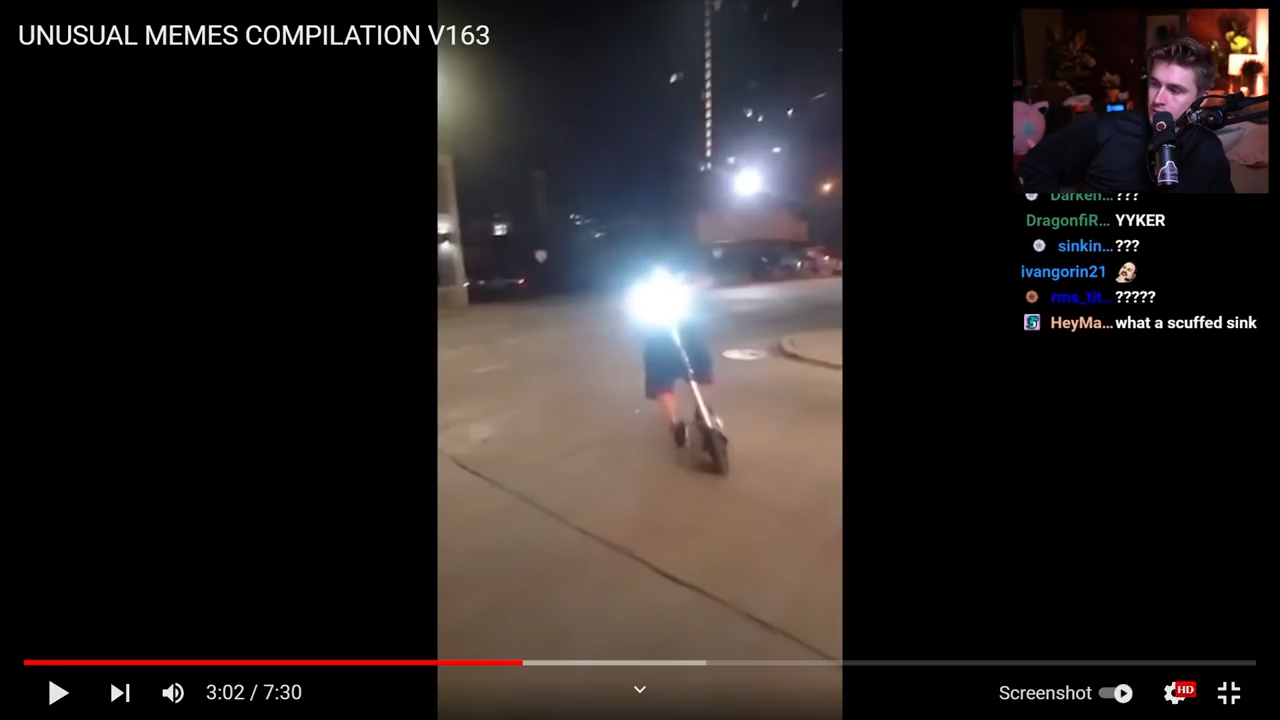 UNUSUAL MEMES COMPILATION V163
Darken... ???
DragonfiR... YYKER
sinkin... ???
ivangorin21
rms_tit... ?????
HeyMa... what a scuffed sink
3:02 / 7:30
Screenshot
HD